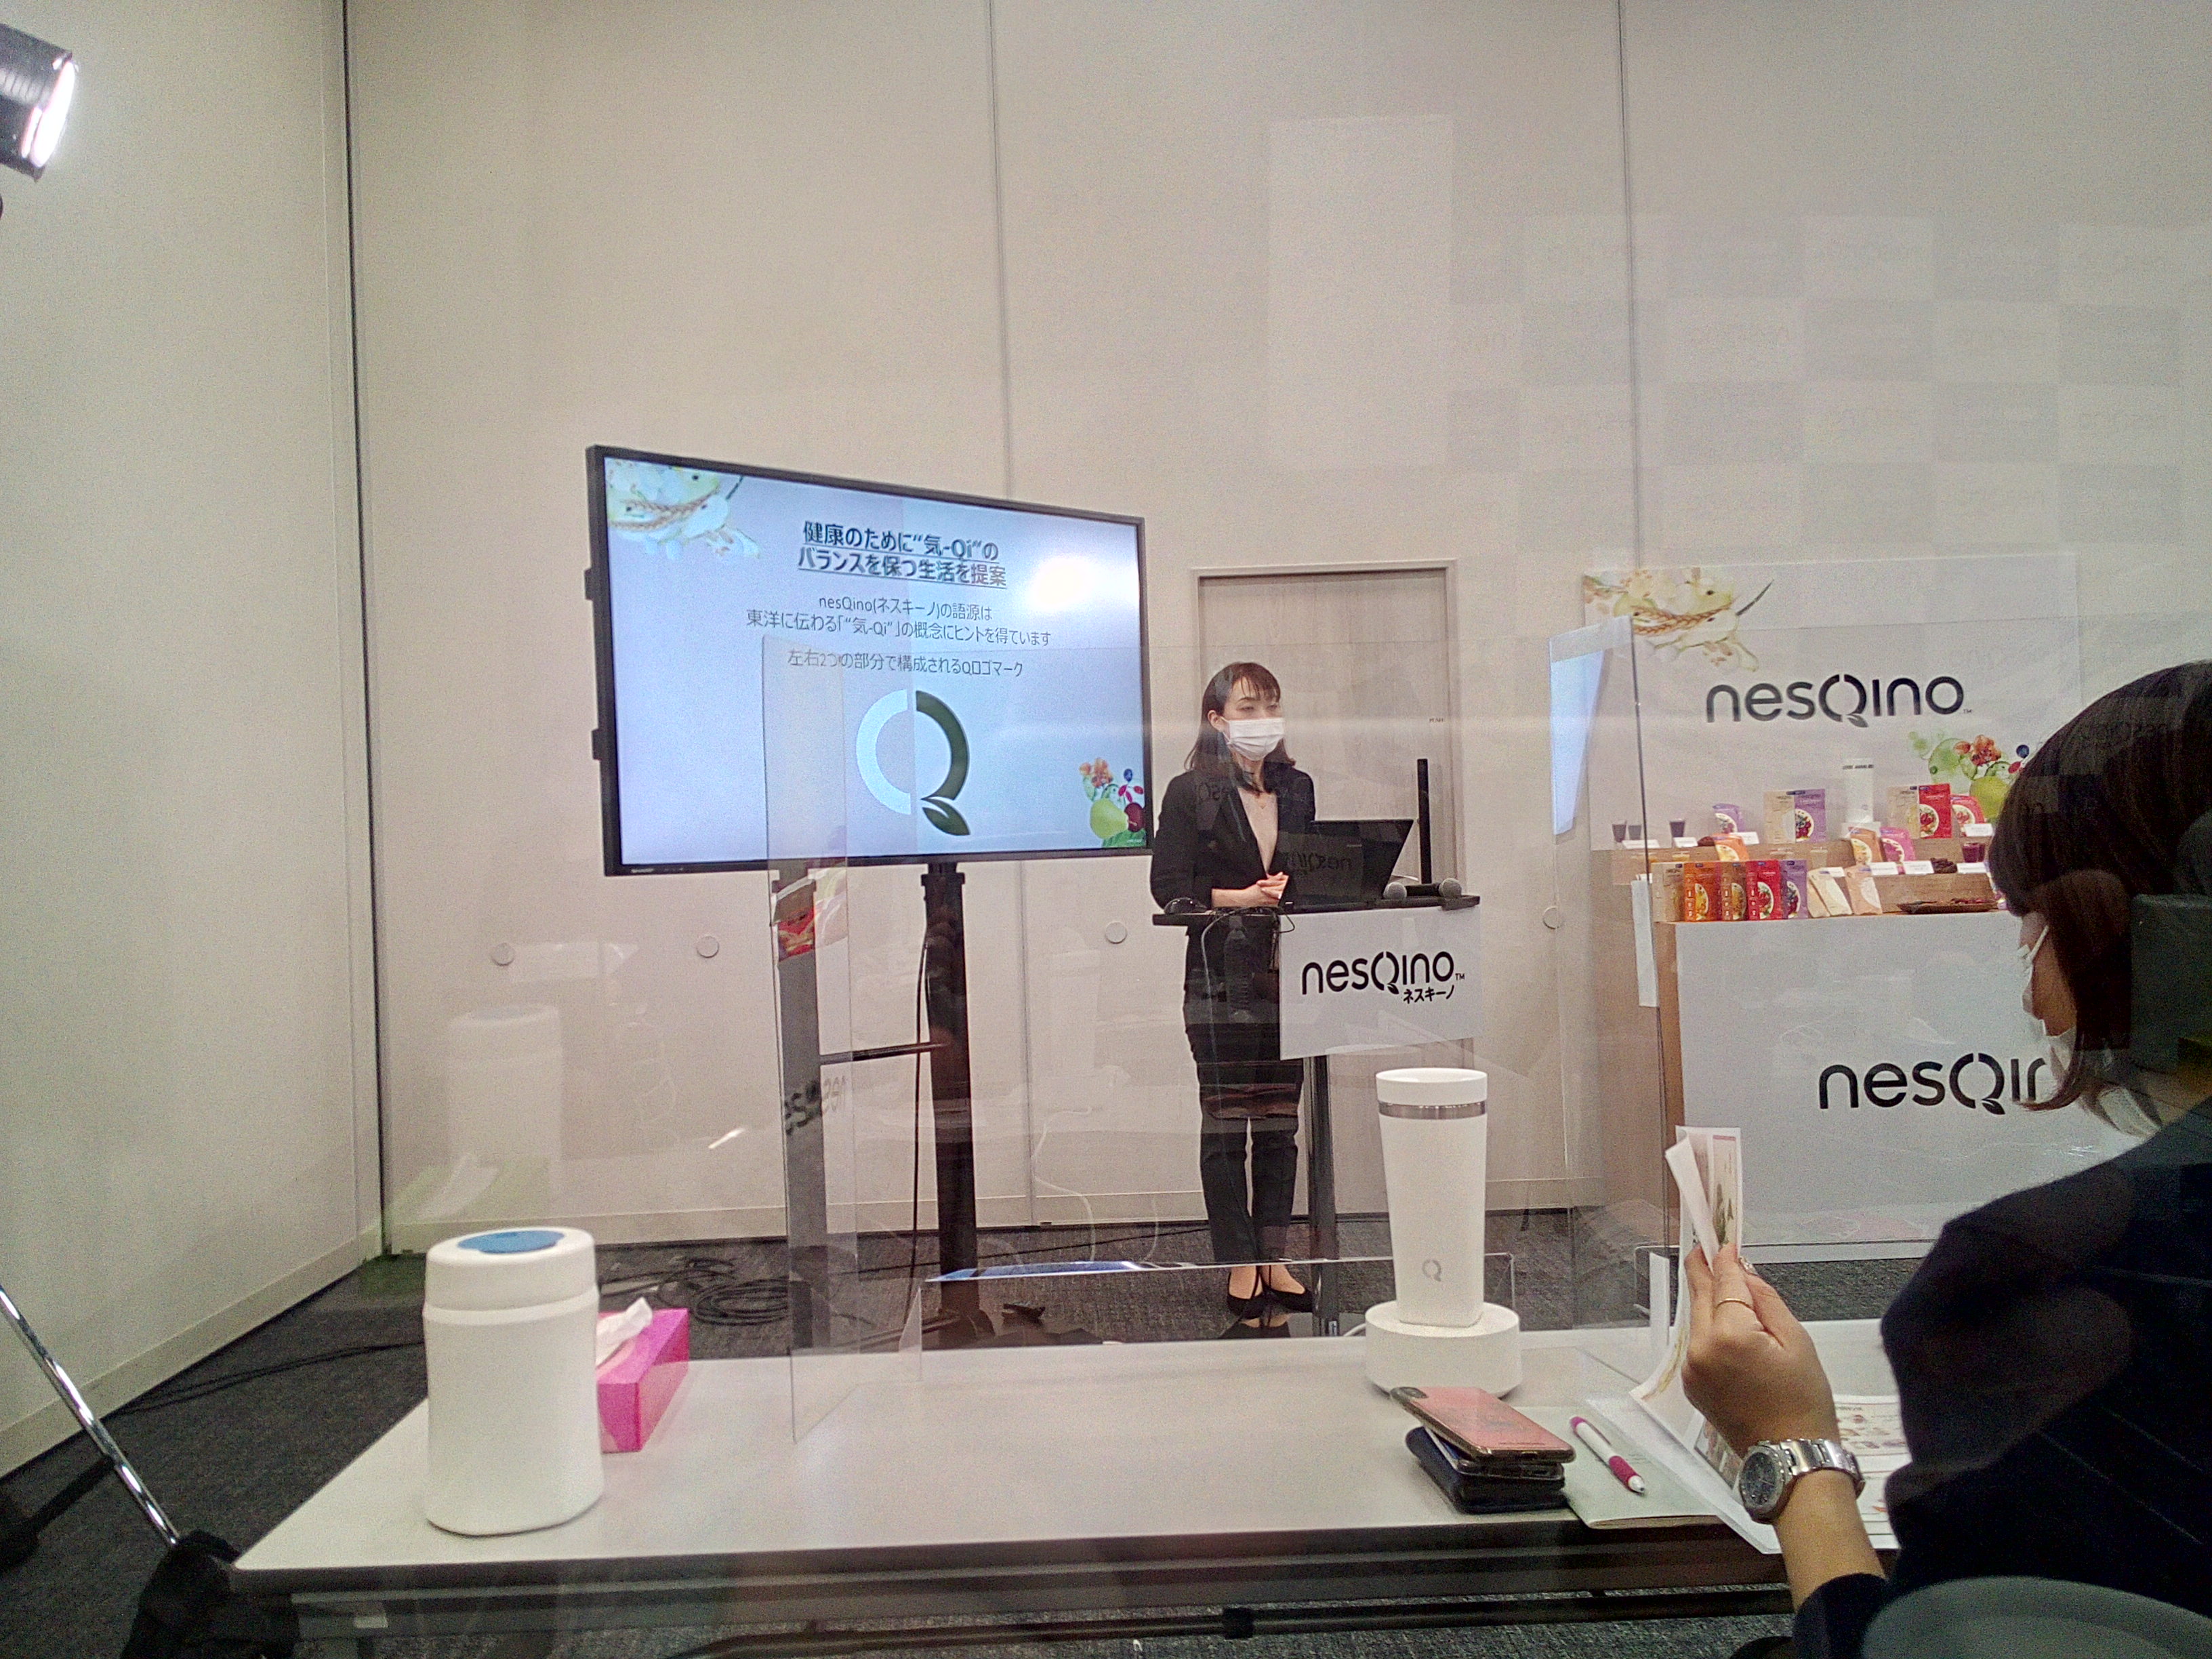 健康のために“気-Qi”の
バランスを保つ生活を提案
nesQino(ネスキーノ)の語源は
東洋に伝わる「“気-Qi”」の概念にヒントを得ています
左右2つの部分で構成されるQロゴマーク
nesQino™
nesQino™
ネスキーノ
nesQin
SHARP